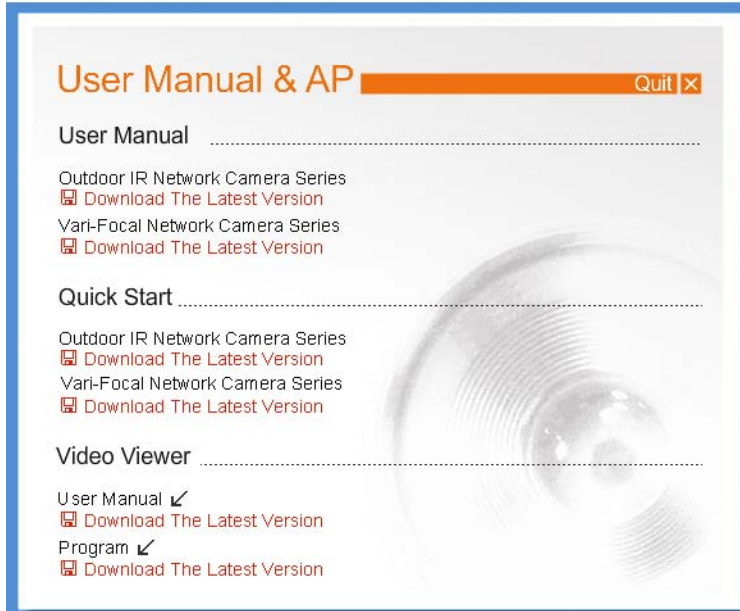 User Manual & AP
Quit
User Manual
Outdoor IR Network Camera Series
Download The Latest Version
Vari-Focal Network Camera Series
Download The Latest Version
Quick Start
Outdoor IR Network Camera Series
Download The Latest Version
Vari-Focal Network Camera Series
Download The Latest Version
Video Viewer
User Manual
Download The Latest Version
Program
Download The Latest Version